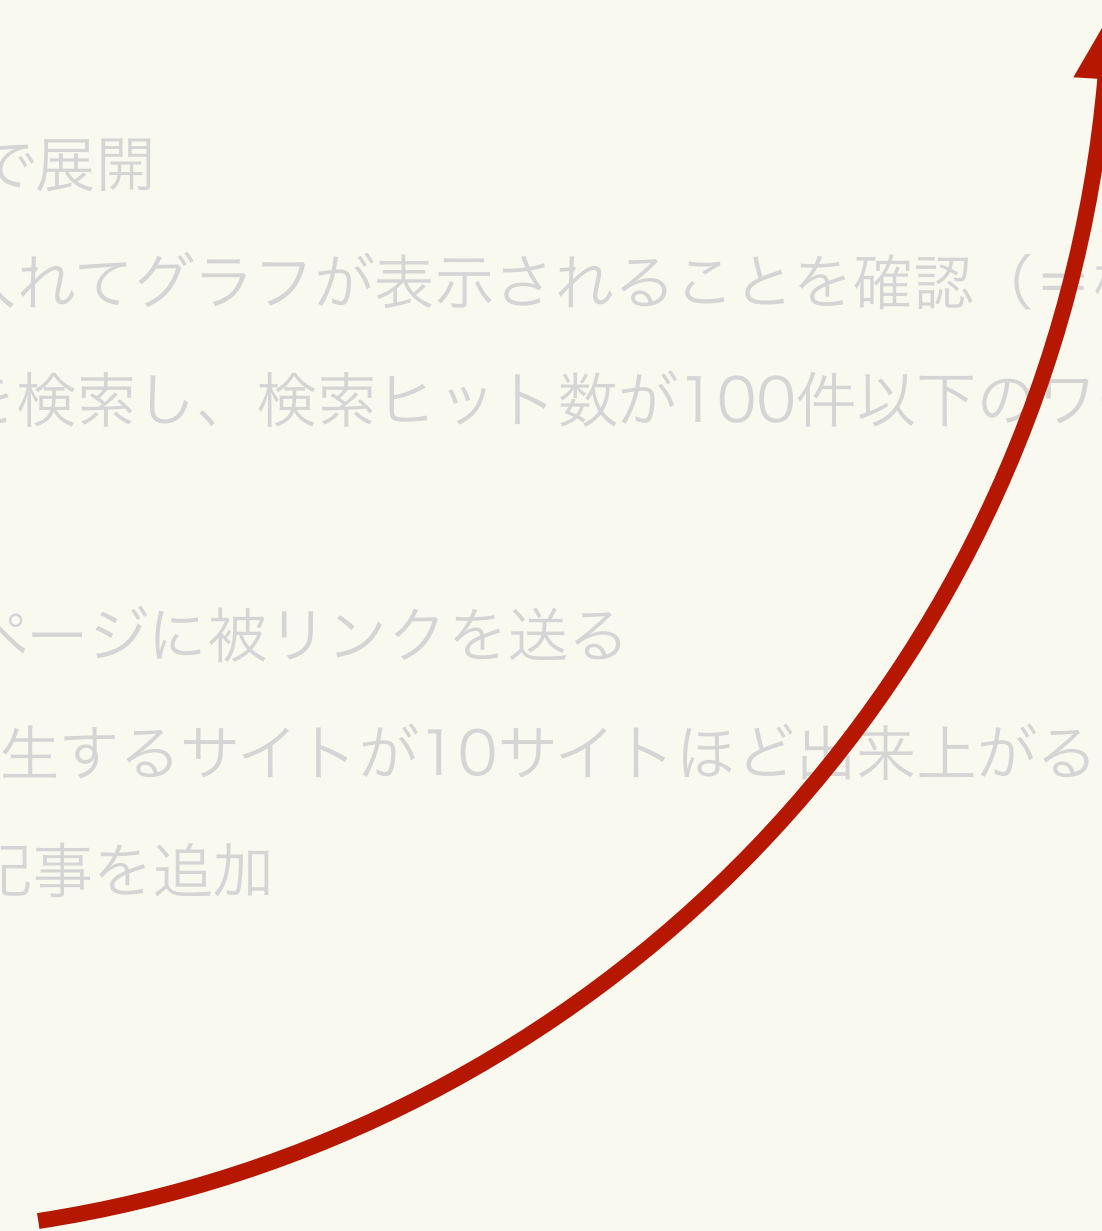 で展開
れてグラフが表示されることを確認（＝
を検索し、検索ヒット数が100件以下のワ
ページに被リンクを送る
生するサイトが10サイトほど出来上がる
記事を追加